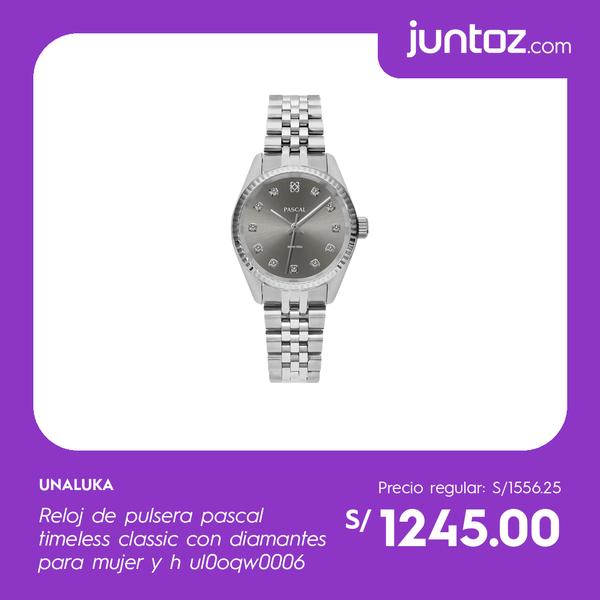 juntoz.com
PASCAL
UNALUKA
Precio regular: S/1556.25
Reloj de pulsera pascal
timeless classic con diamantes
para mujer y h ul0oqw0006
S/1245.00